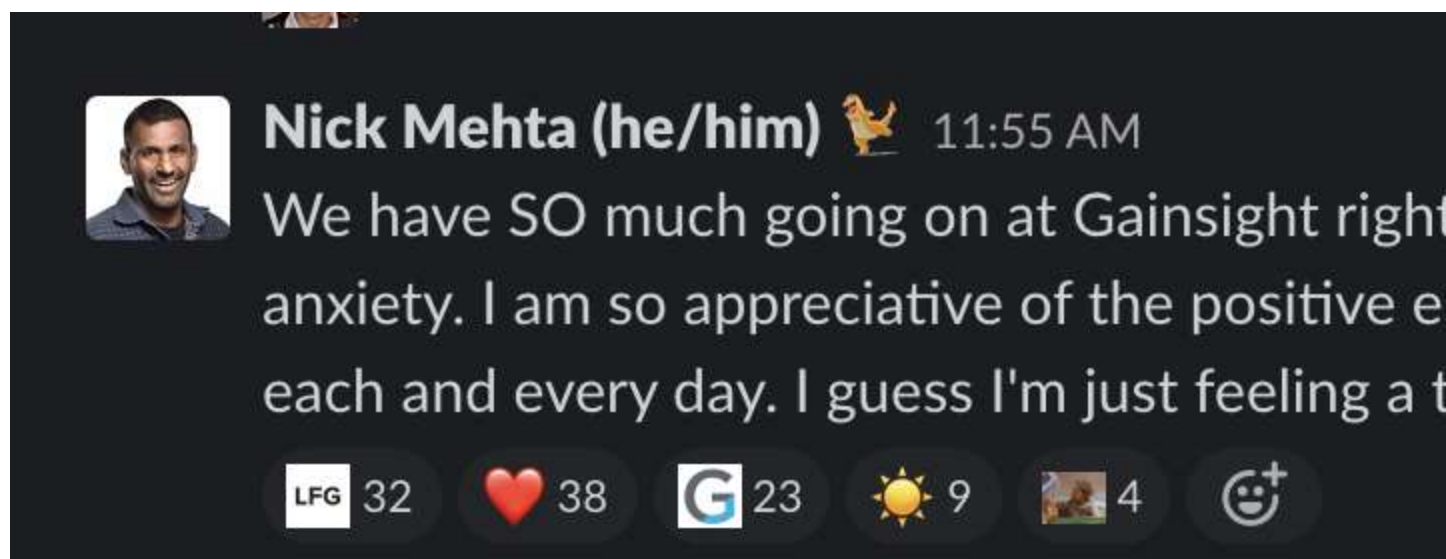 Nick Mehta (he/him) 11:55 AM
We have SO much going on at Gainsight right
anxiety. I am so appreciative of the positive e
each and every day. I guess I'm just feeling a t
LFG 32 38 G 23 9 4